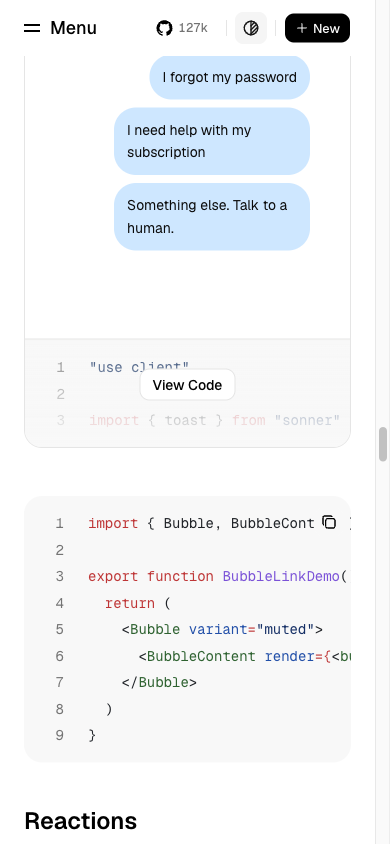 Menu
127k
New
I forgot my password
I need help with my
subscription
Something else. Talk to a
human.
1 "use client"
View Code
2
3 import { toast } from "sonner"
1 import { Bubble, BubbleCont
2
3 export function BubbleLinkDemo(
4 return (
5 <Bubble variant="muted">
6 <BubbleContent render={<bu
7 </Bubble>
8 )
9 }
Reactions